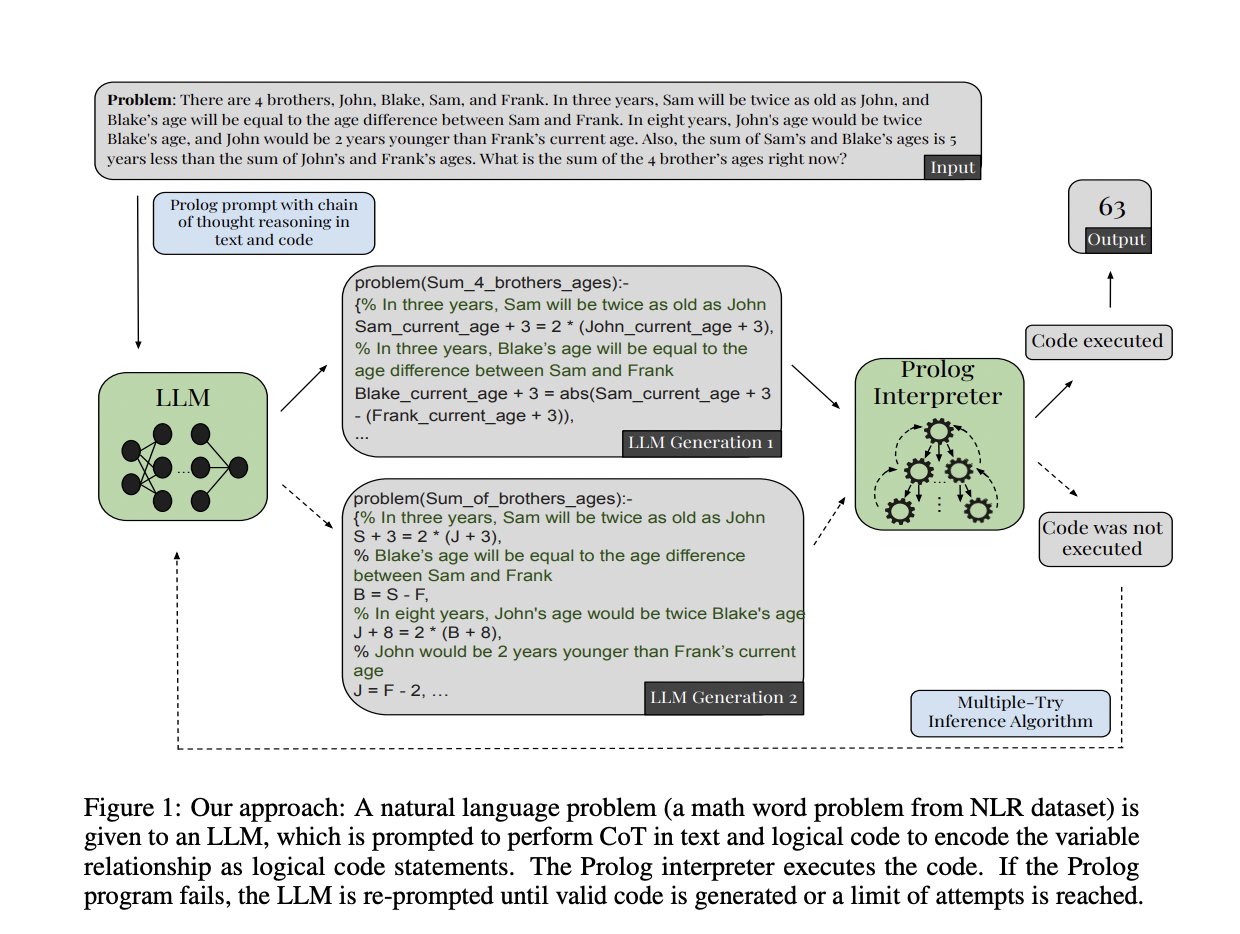 Problem: There are 4 brothers, John, Blake, Sam, and Frank. In three years, Sam will be twice as old as John, and
Blake’s age will be equal to the age difference between Sam and Frank. In eight years, John's age would be twice
Blake's age, and John would be 2 years younger than Frank’s current age. Also, the sum of Sam’s and Blake’s ages is 5
years less than the sum of John’s and Frank’s ages. What is the sum of the 4 brother’s ages right now?
Input
Prolog prompt with chain
of thought reasoning in
text and code
63
Output
problem(Sum_4_brothers_ages):-
{% In three years, Sam will be twice as old as John
Sam_current_age + 3 = 2 * (John_current_age + 3),
% In three years, Blake’s age will be equal to the
age difference between Sam and Frank
Blake_current_age + 3 = abs(Sam_current_age + 3
- (Frank_current_age + 3)),
...
LLM Generation 1
Code executed
LLM
...
Prolog
Interpreter
...
problem(Sum_of_brothers_ages):-
{% In three years, Sam will be twice as old as John
S + 3 = 2 * (J + 3),
% Blake’s age will be equal to the age difference
between Sam and Frank
B = S - F,
% In eight years, John's age would be twice Blake's age
J + 8 = 2 * (B + 8),
% John would be 2 years younger than Frank’s current
age
J = F - 2, …
LLM Generation 2
Code was not
executed
Multiple-Try
Inference Algorithm
Figure 1: Our approach: A natural language problem (a math word problem from NLR dataset) is
given to an LLM, which is prompted to perform CoT in text and logical code to encode the variable
relationship as logical code statements. The Prolog interpreter executes the code. If the Prolog
program fails, the LLM is re-prompted until valid code is generated or a limit of attempts is reached.